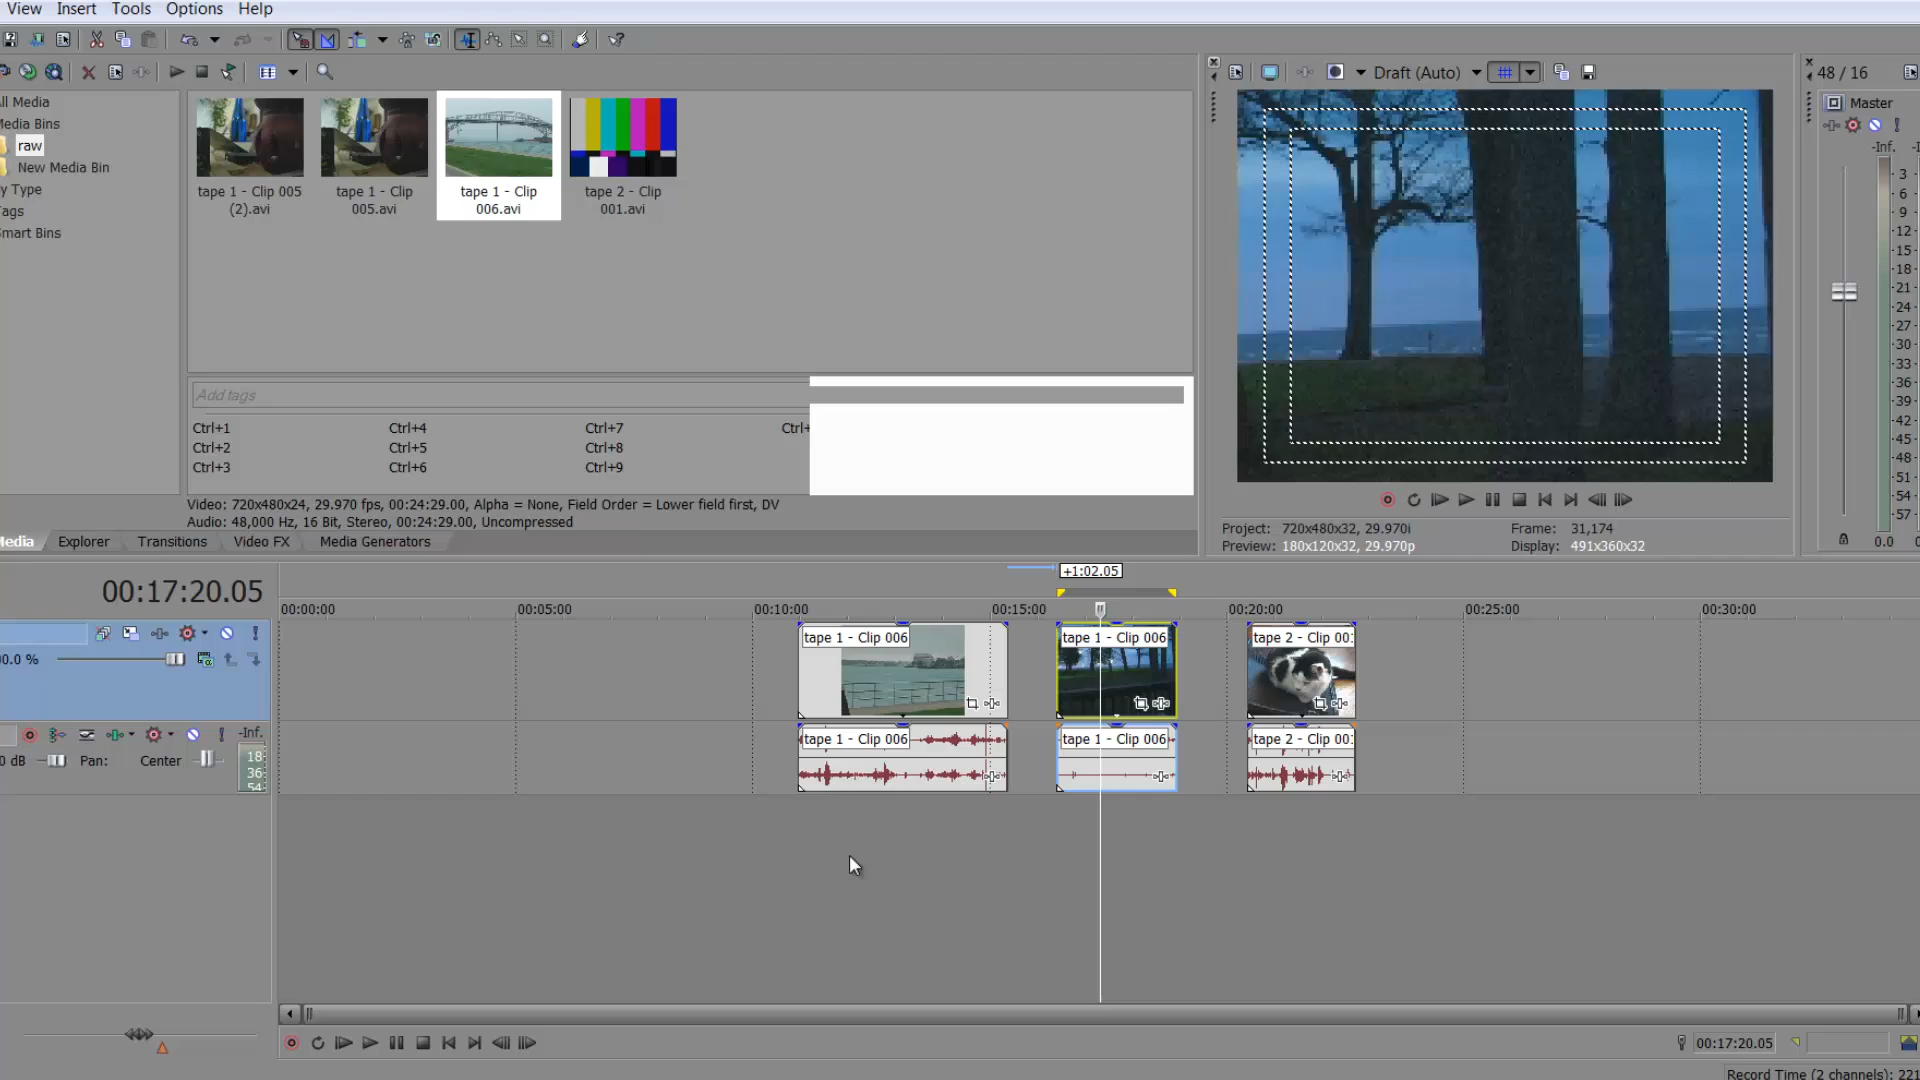 View Insert Tools Options Help
Draft (Auto)
48 / 16
ll Media
Media Bins
raw
New Media Bin
y Type
ags
mart Bins
tape 1 - Clip 005 (2).avi
tape 1 - Clip 005.avi
tape 1 - Clip 006.avi
tape 2 - Clip 001.avi
Master
-Inf.
3
6
9
12
15
18
21
24
27
30
33
36
39
42
45
48
51
54
57
0.0
Add tags
Ctrl+1 Ctrl+4 Ctrl+7 Ctrl+
Ctrl+2 Ctrl+5 Ctrl+8
Ctrl+3 Ctrl+6 Ctrl+9
Video: 720x480x24, 29.970 fps, 00:24:29.00, Alpha = None, Field Order = Lower field first, DV
Audio: 48,000 Hz, 16 Bit, Stereo, 00:24:29.00, Uncompressed
Project: 720x480x32, 29.970i Frame: 31,174
Preview: 180x120x32, 29.970p Display: 491x360x32
Media Explorer Transitions Video FX Media Generators
+1:02.05
00:17:20.05
00:00:00 00:05:00 00:10:00 00:15:00 00:20:00 00:25:00 00:30:00
tape 1 - Clip 006 tape 1 - Clip 006 tape 2 - Clip 00
0.0 %
-Inf.
tape 1 - Clip 006 tape 1 - Clip 006 tape 2 - Clip 00
0 dB Pan: Center
18
36
54
00:17:20.05
Record Time (2 channels): 221